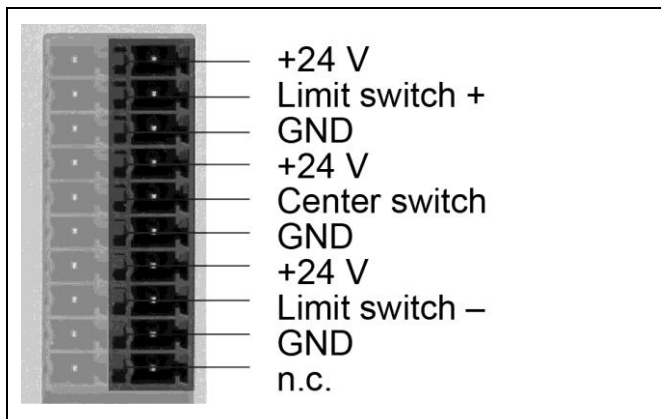 +24 V
Limit switch +
GND
+24 V
Center switch
GND
+24 V
Limit switch –
GND
n.c.